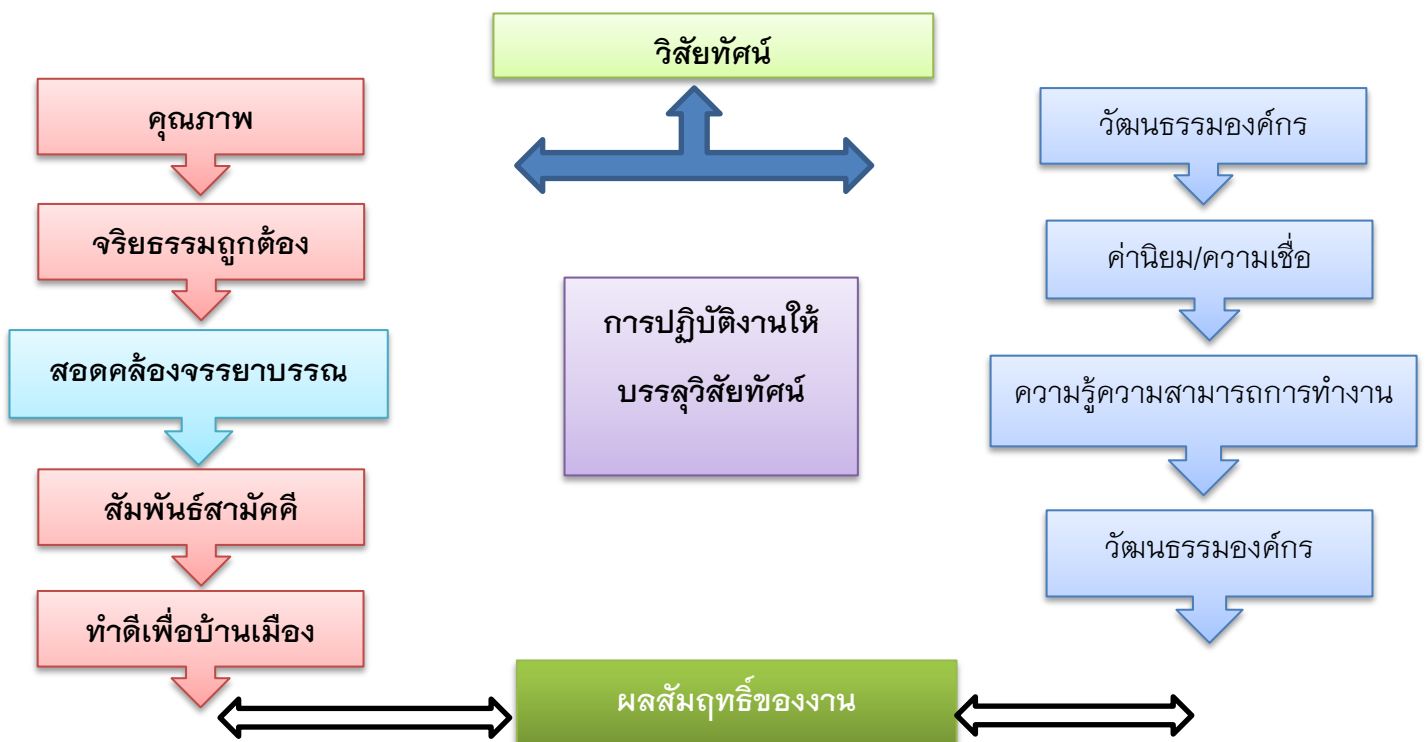 วิสัยทัศน์
คุณภาพ
จริยธรรมถูกต้อง
สอดคล้องจรรยาบรรณ
สัมพันธ์สามัคคี
ทำดีเพื่อบ้านเมือง
การปฏิบัติงานให้
บรรลุวิสัยทัศน์
วัฒนธรรมองค์กร
ค่านิยม/ความเชื่อ
ความรู้ความสามารถการทำงาน
วัฒนธรรมองค์กร
ผลสัมฤทธิ์ของงาน